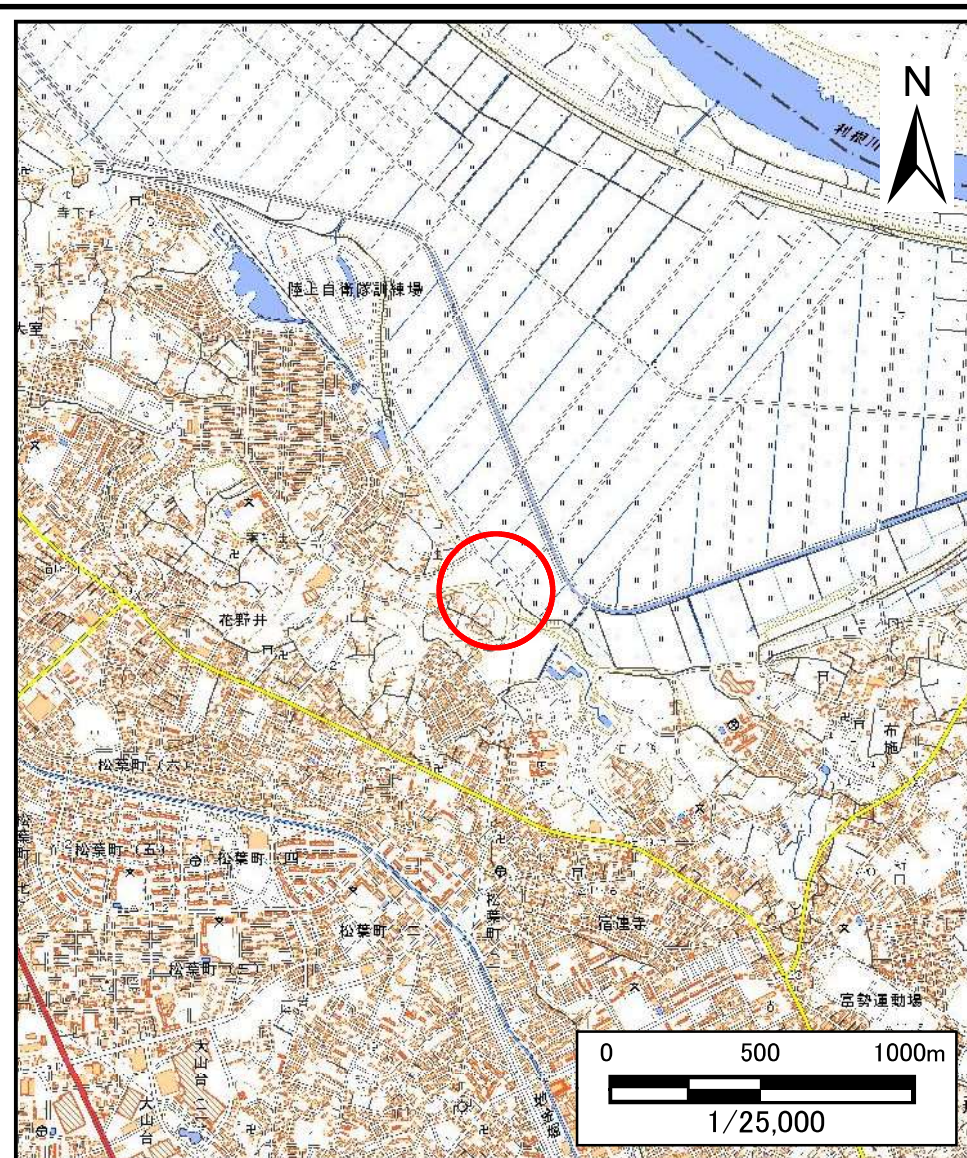 N
利根川
寺下
陸上自衛隊訓練場
大室
花野井
布施
松葉町(六)
松葉町(五)
松葉町 四
松葉町 二
松葉町
松葉町(三)
宿連寺
富勢運動場
大山台 二
大山台
0 500 1000m
1/25,000